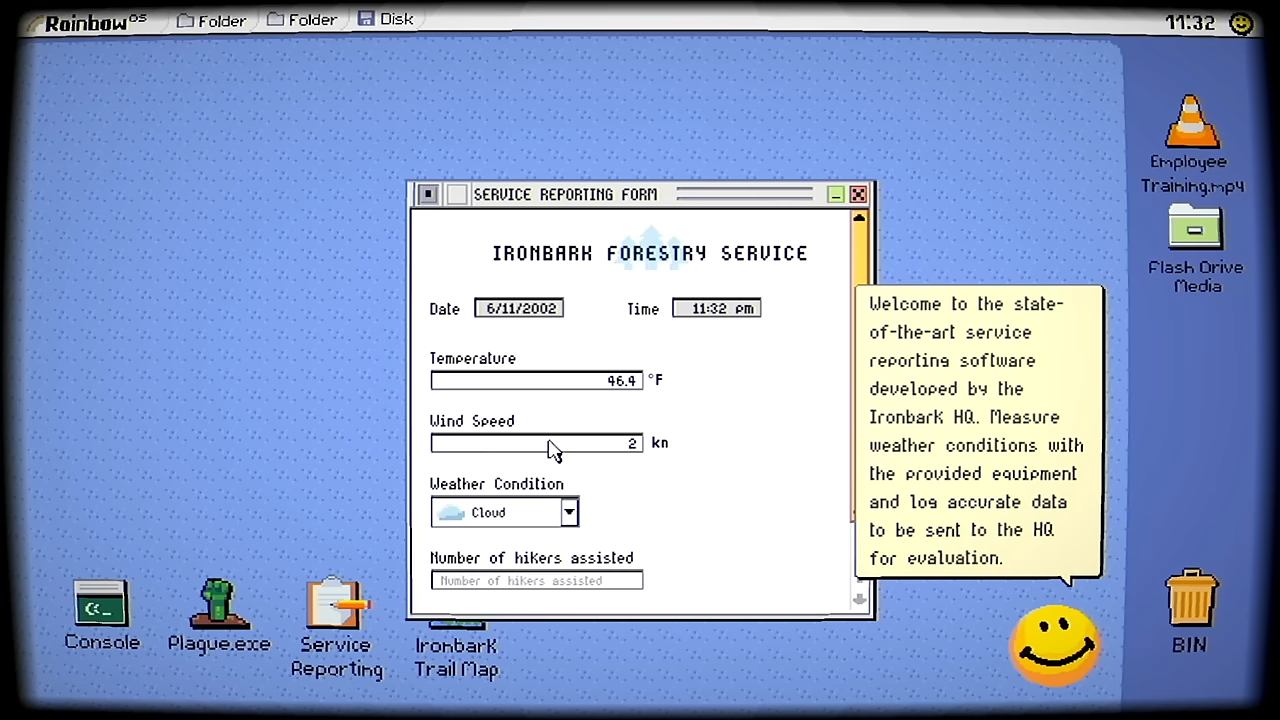 Rainbow OS
Folder
Folder
Disk
11:32
SERVICE REPORTING FORM
IRONBARK FORESTRY SERVICE
Date 6/11/2002 Time 11:32 pm
Temperature
46.4 °F
Wind Speed
2 kn
Weather Condition
Cloud
Number of hikers assisted
Number of hikers assisted
Welcome to the state-
of-the-art service
reporting software
developed by the
Ironbark HQ. Measure
weather conditions with
the provided equipment
and log accurate data
to be sent to the HQ
for evaluation.
Employee
Training.mp4
Flash Drive
Media
BIN
Console
Plague.exe
Service
Reporting
Ironbark
Trail Map